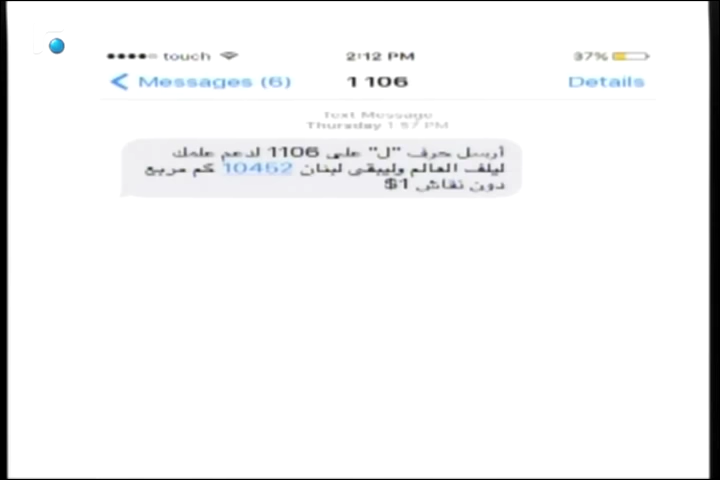 touch 2:12 PM 37%
Messages (6) 1106 Details
Text Message
Thursday 1:57 PM
أرسل حرف "ل" على 1106 لدعم علمك
ليلف العالم وليبقى لبنان 10452 كم مربع
دون نقاش 1$